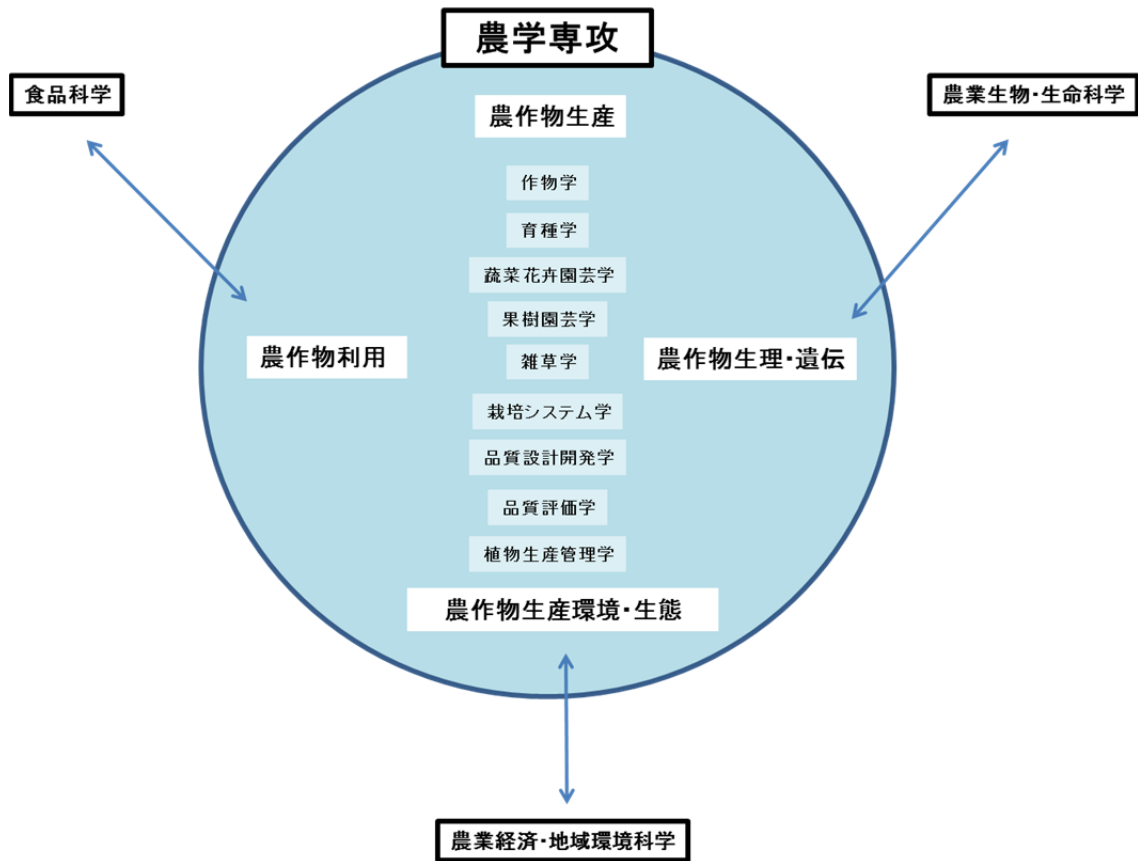 農学専攻
食品科学
農業生物・生命科学
農作物生産
作物学
育種学
蔬菜花卉園芸学
果樹園芸学
農作物利用
雑草学
農作物生理・遺伝
栽培システム学
品質設計開発学
品質評価学
植物生産管理学
農作物生産環境・生態
農業経済・地域環境科学